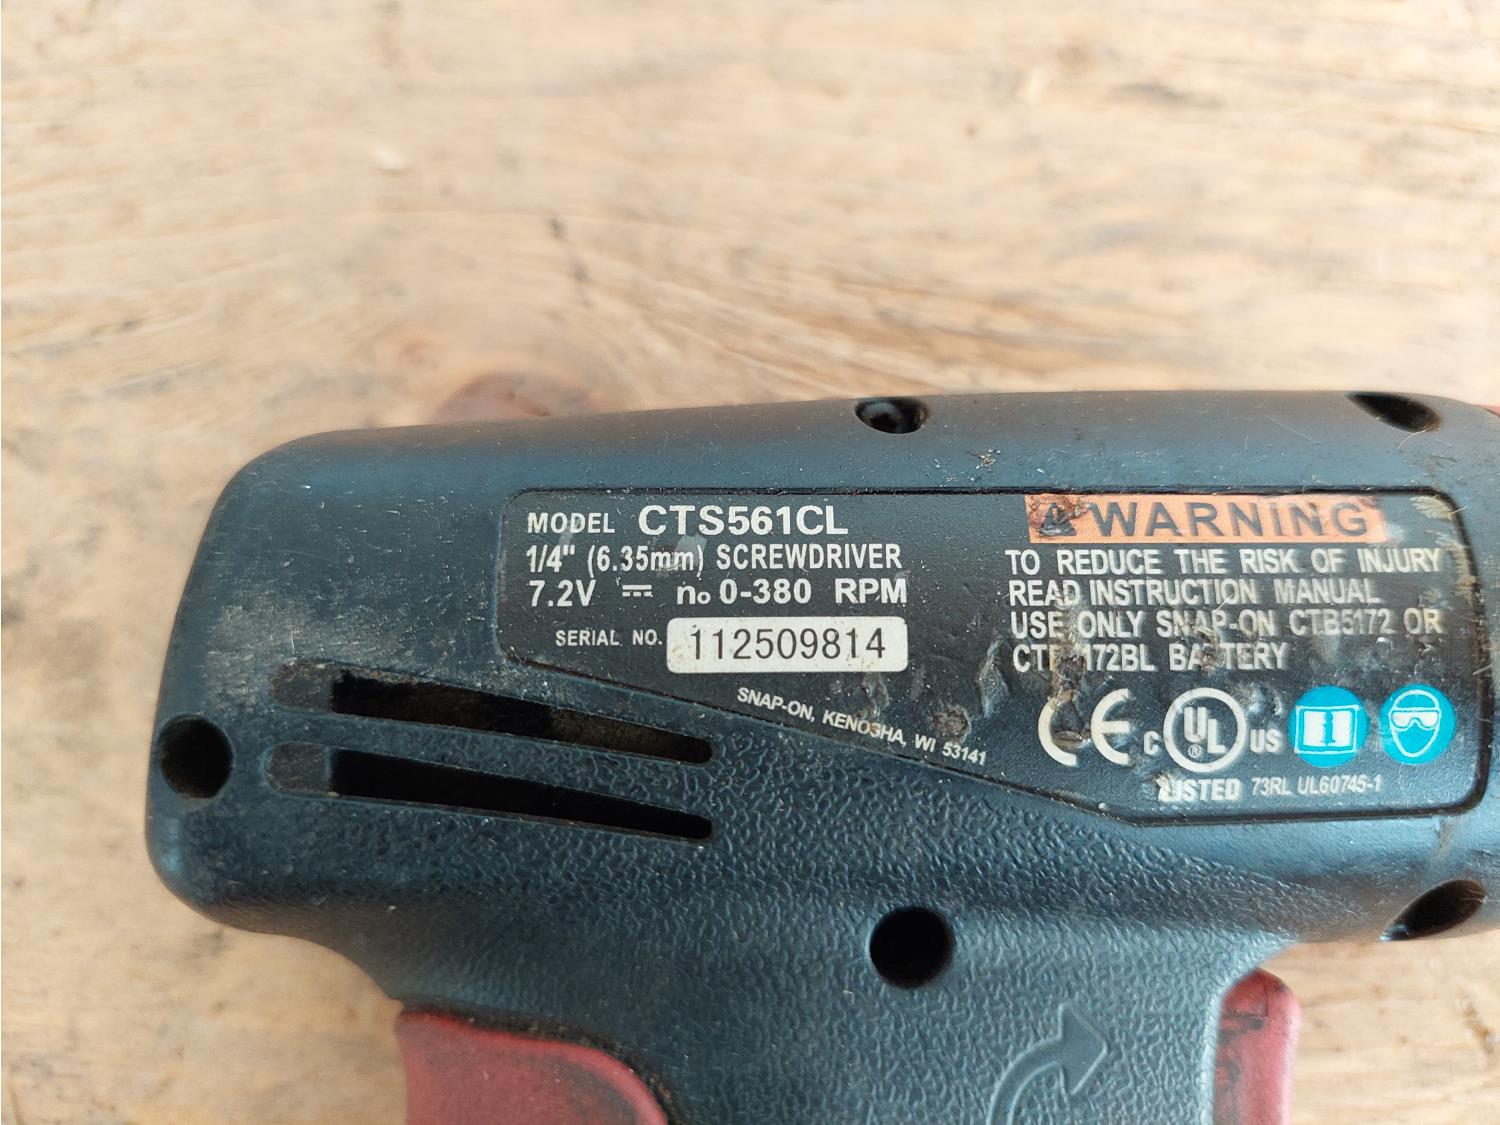 MODEL CTS561CL
1/4" (6.35mm) SCREWDRIVER
7.2V n₀ 0-380 RPM
SERIAL NO. 112509814
SNAP-ON, KENOSHA, WI 53141
WARNING
TO REDUCE THE RISK OF INJURY
READ INSTRUCTION MANUAL
USE ONLY SNAP-ON CTB5172 OR
CTB5172BL BATTERY
CE C UL ® US
LISTED 73RL UL60745-1